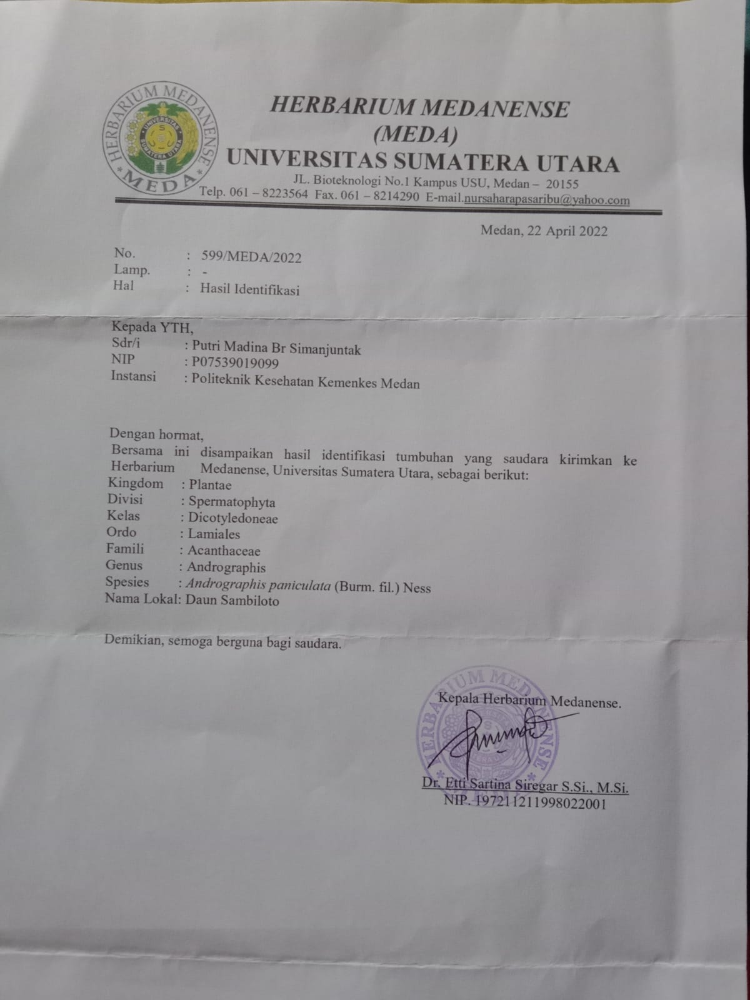 HERBARIUM MEDANENSE
* MEDA *
UNIVERSITAS
SUMATERA UTARA
HERBARIUM MEDANENSE
(MEDA)
UNIVERSITAS SUMATERA UTARA
JL. Bioteknologi No.1 Kampus USU, Medan – 20155
Telp. 061 – 8223564 Fax. 061 – 8214290 E-mail.nursaharapasaribu@yahoo.com
Medan, 22 April 2022
No. : 599/MEDA/2022
Lamp. : -
Hal : Hasil Identifikasi
Kepada YTH,
Sdr/i : Putri Madina Br Simanjuntak
NIP : P07539019099
Instansi : Politeknik Kesehatan Kemenkes Medan
Dengan hormat,
Bersama ini disampaikan hasil identifikasi tumbuhan yang saudara kirimkan ke
Herbarium Medanense, Universitas Sumatera Utara, sebagai berikut:
Kingdom : Plantae
Divisi : Spermatophyta
Kelas : Dicotyledoneae
Ordo : Lamiales
Famili : Acanthaceae
Genus : Andrographis
Spesies : Andrographis paniculata (Burm. fil.) Ness
Nama Lokal: Daun Sambiloto
Demikian, semoga berguna bagi saudara.
HERBARIUM MEDANENSE
Kepala Herbarium Medanense.
Dr. Etti Sartina Siregar S.Si., M.Si.
NIP. 197211211998022001